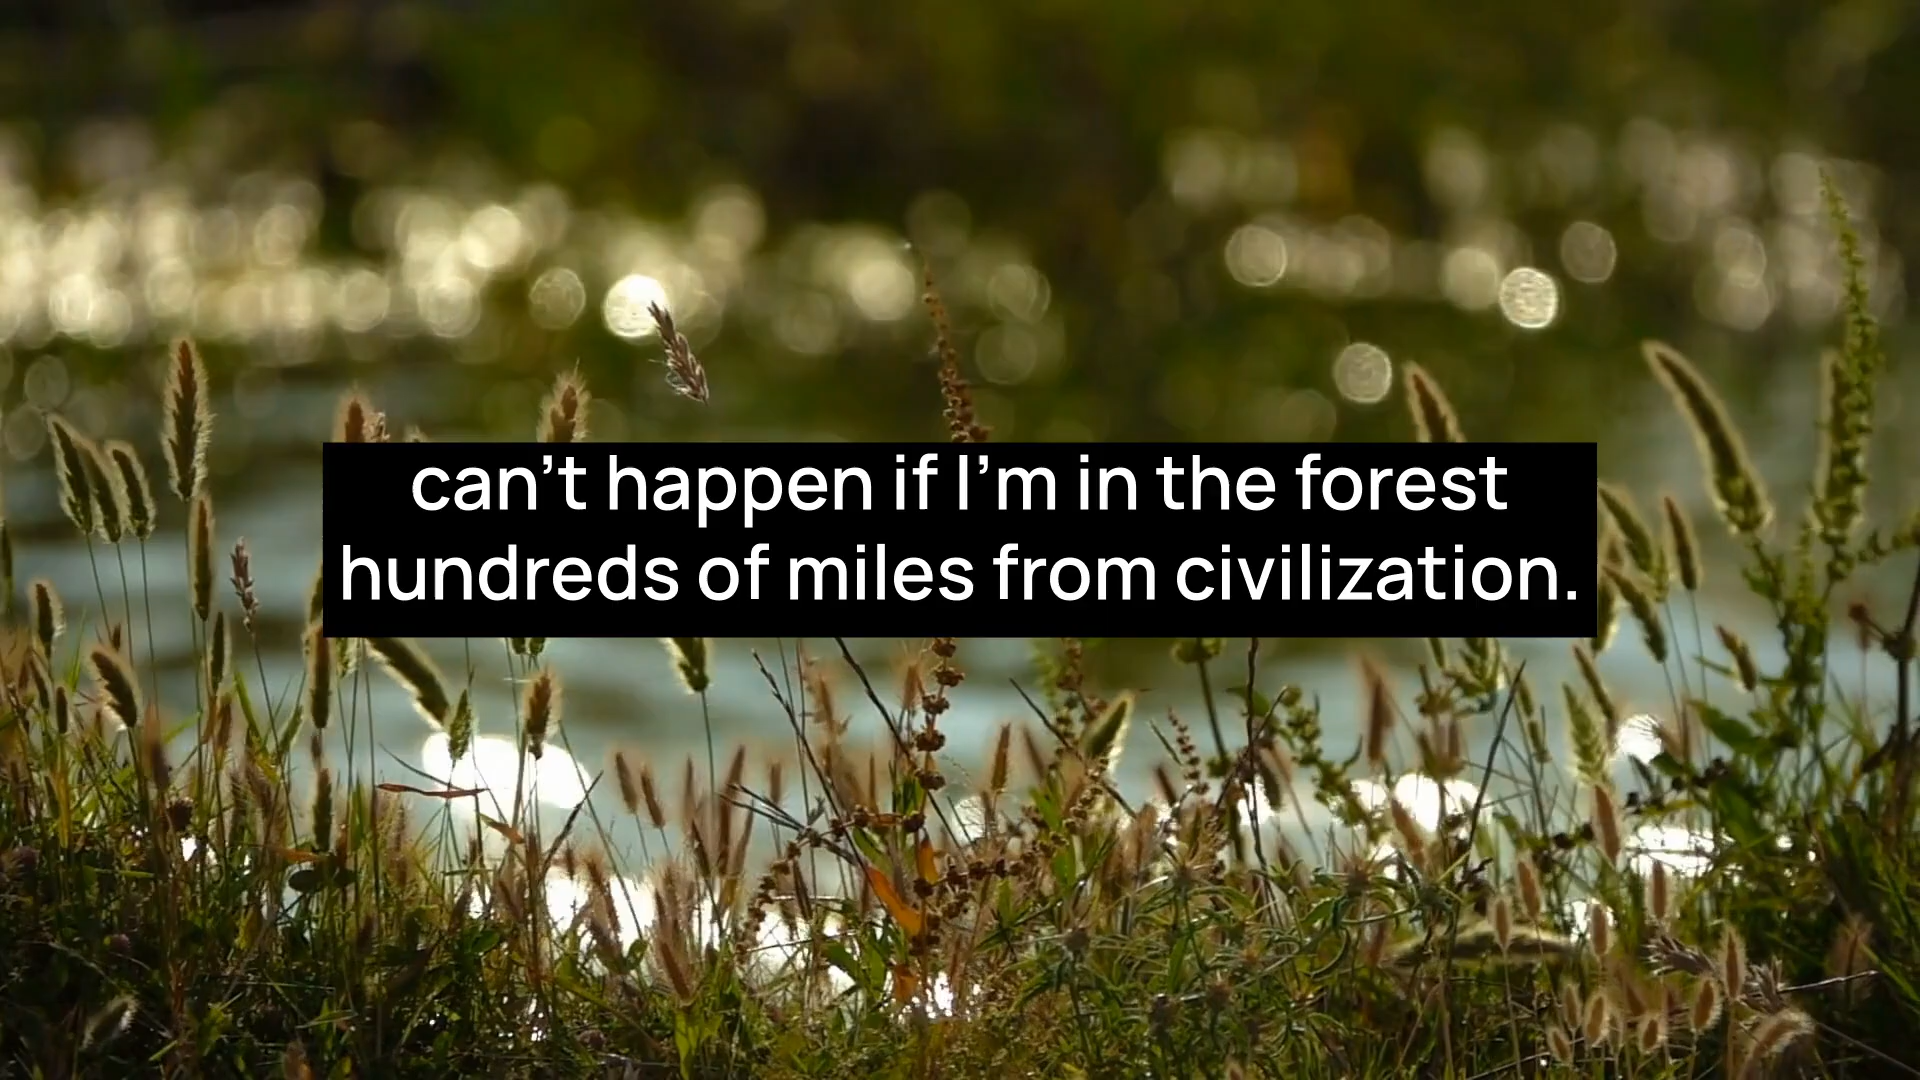 can’t happen if I’m in the forest
hundreds of miles from civilization.